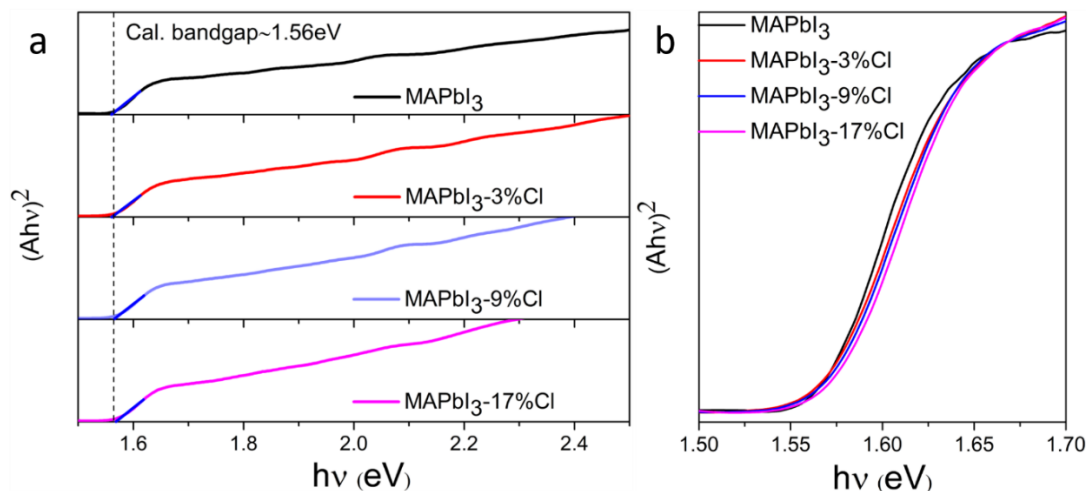 a
Cal. bandgap~1.56eV
MAPbI₃
MAPbI₃-3%Cl
MAPbI₃-9%Cl
MAPbI₃-17%Cl
(Ahν)²
1.6 1.8 2.0 2.2 2.4
hν (eV)
b
MAPbI₃
MAPbI₃-3%Cl
MAPbI₃-9%Cl
MAPbI₃-17%Cl
(Ahν)²
1.50 1.55 1.60 1.65 1.70
hν (eV)